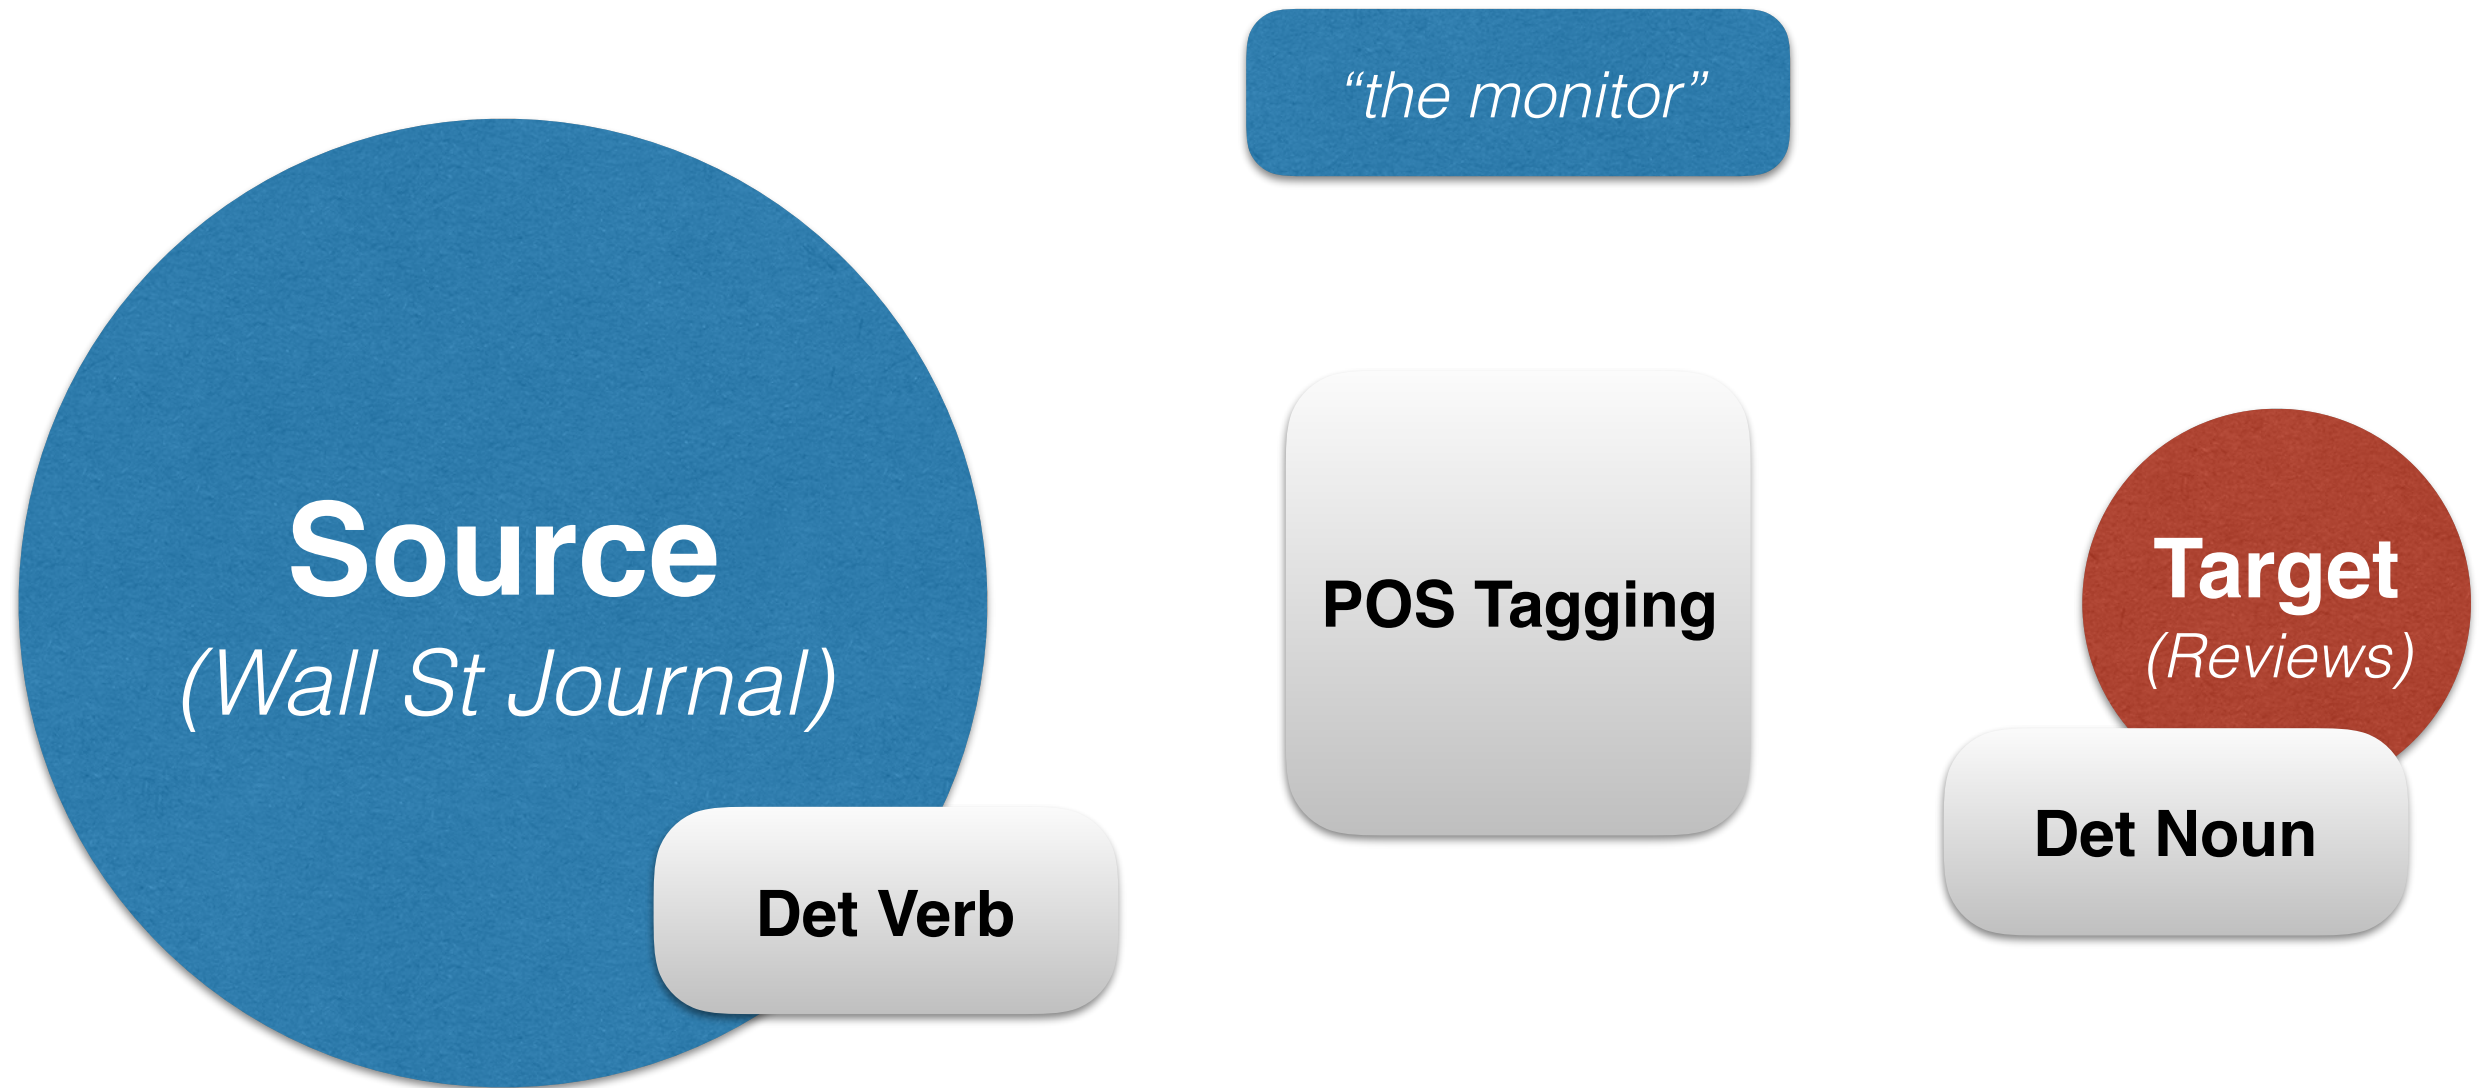 “the monitor”
Source
(Wall St Journal)
POS Tagging
Target
(Reviews)
Det Verb
Det Noun